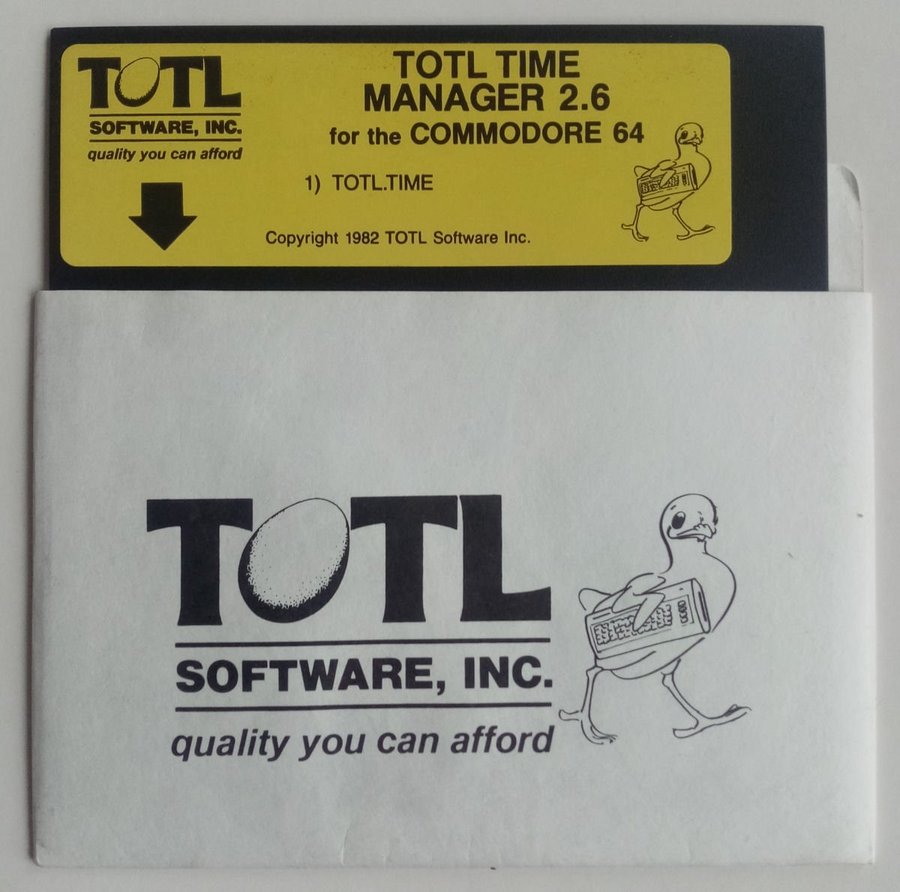 TOTL
SOFTWARE, INC.
quality you can afford
TOTL TIME
MANAGER 2.6
for the COMMODORE 64
1) TOTL.TIME
Copyright 1982 TOTL Software Inc.
TOTL
SOFTWARE, INC.
quality you can afford